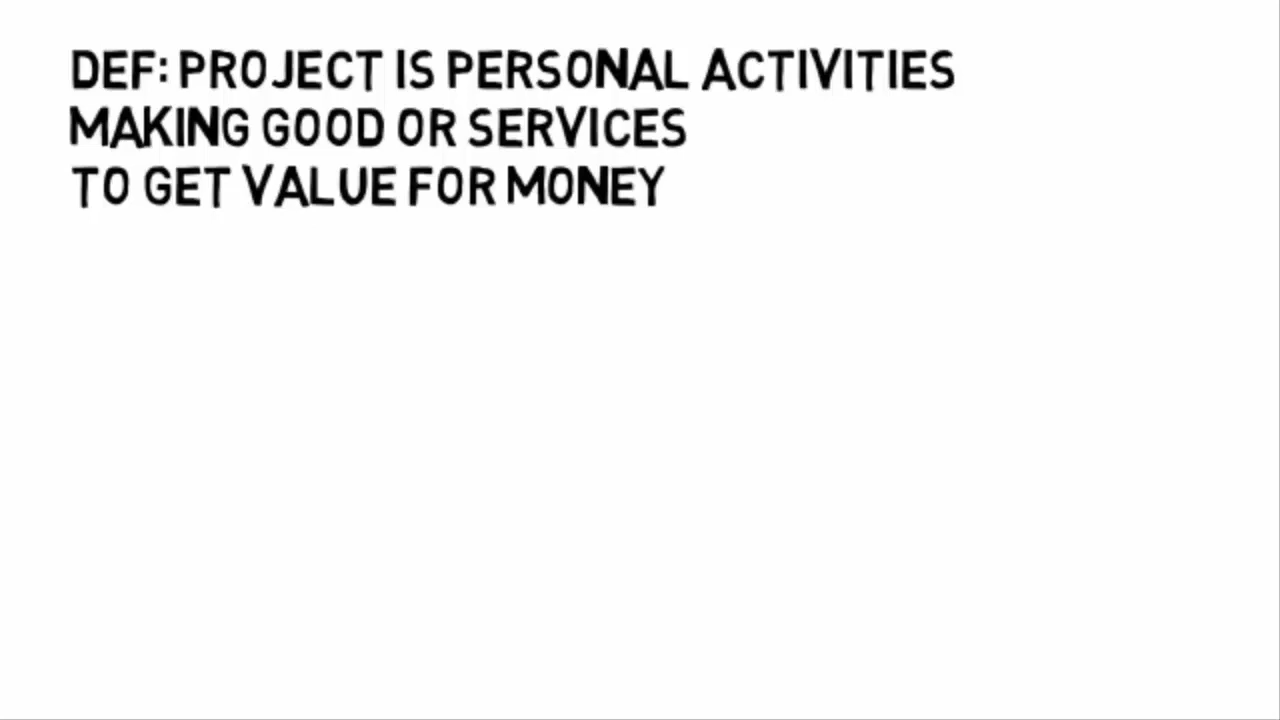 DEF: PROJECT IS PERSONAL ACTIVITIES
MAKING GOOD OR SERVICES
TO GET VALUE FOR MONEY